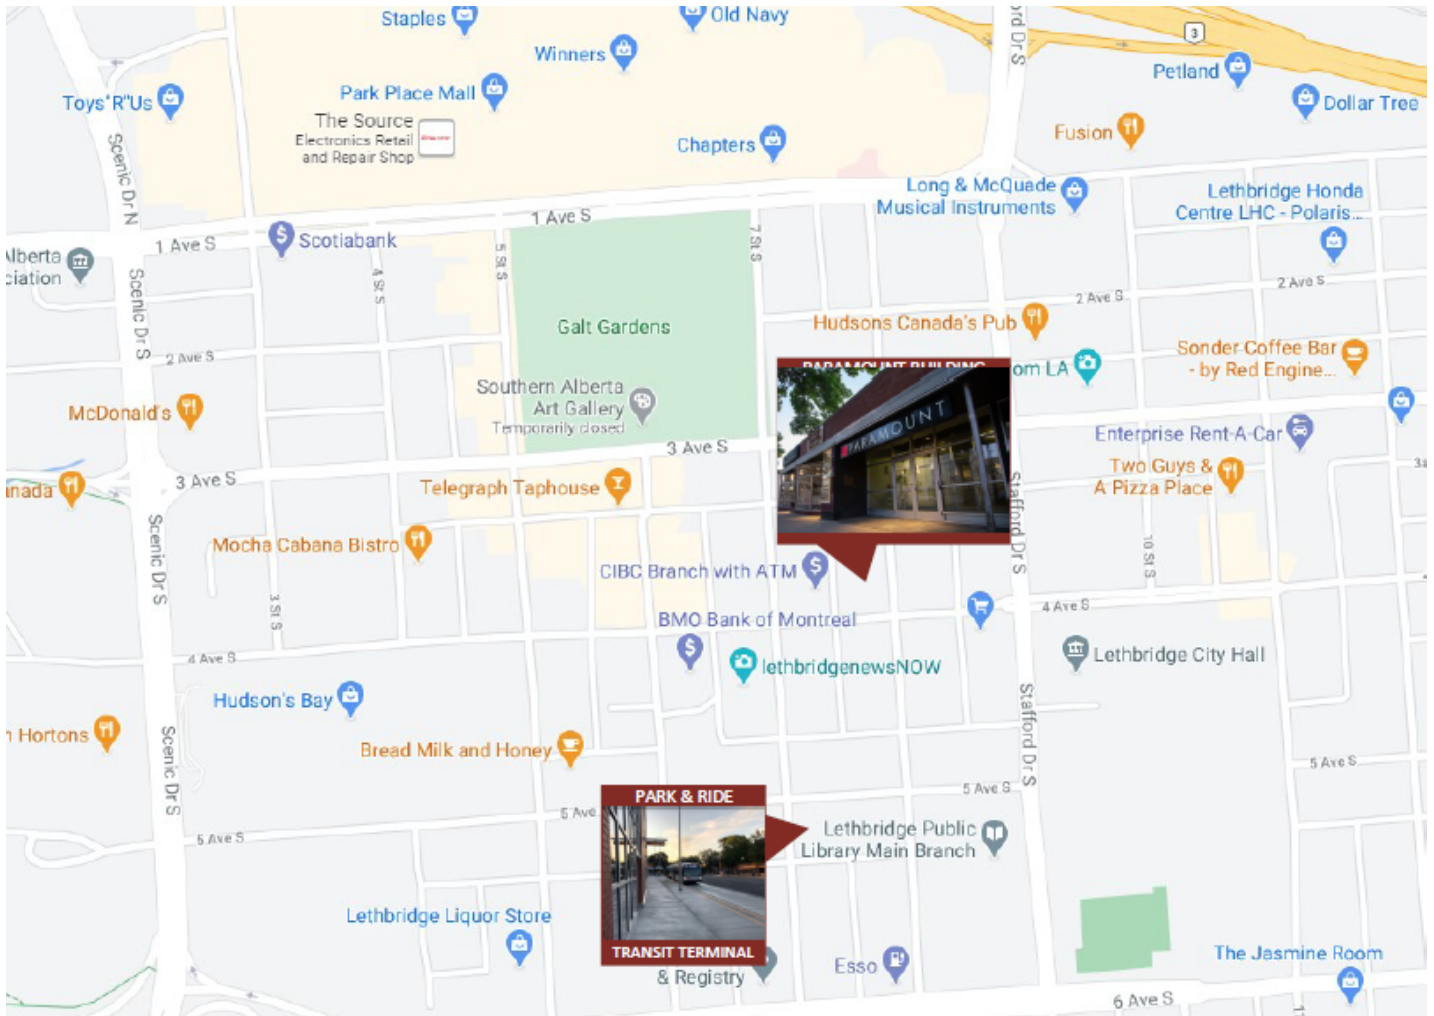 Staples
Old Navy
Winners
3
Petland
Toys"R"Us
Park Place Mall
Dollar Tree
The Source
Electronics Retail
and Repair Shop
Fusion
Chapters
Scenic Dr N
Long & McQuade
Musical Instruments
Lethbridge Honda
Centre LHC - Polaris...
1 Ave S
1 Ave S
Scotiabank
7 St S
5 St S
4 St S
Scenic Dr S
2 Ave S
2 Ave S
Galt Gardens
Hudsons Canada's Pub
2 Ave S
Sonder Coffee Bar
- by Red Engine...
PARAMOUNT BUILDING
om LA
Southern Alberta
Art Gallery
Temporarily closed
McDonald's
PARAMOUNT
Enterprise Rent-A-Car
3 Ave S
3 Ave S
Two Guys &
A Pizza Place
Telegraph Taphouse
Stafford Dr S
Scenic Dr S
Mocha Cabana Bistro
10 St S
CIBC Branch with ATM
3 St S
4 Ave S
BMO Bank of Montreal
4 Ave S
lethbridgenewsNOW
Lethbridge City Hall
Hudson's Bay
Stafford Dr S
Hortons
Scenic Dr S
Bread Milk and Honey
5 Ave S
5 Ave S
PARK & RIDE
5 Ave
5 Ave S
Lethbridge Public
Library Main Branch
Lethbridge Liquor Store
TRANSIT TERMINAL
& Registry
Esso
The Jasmine Room
6 Ave S